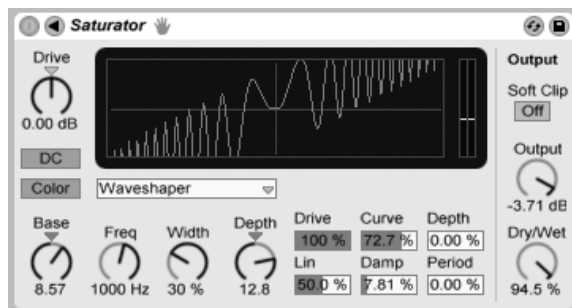 Saturator
Drive
0.00 dB
DC
Color
Waveshaper
Base
8.57
Freq
1000 Hz
Width
30 %
Depth
12.8
Drive
100 %
Curve
72.7 %
Depth
0.00 %
Lin
50.0 %
Damp
7.81 %
Period
0.00 %
Output
Soft Clip
Off
Output
-3.71 dB
Dry/Wet
94.5 %